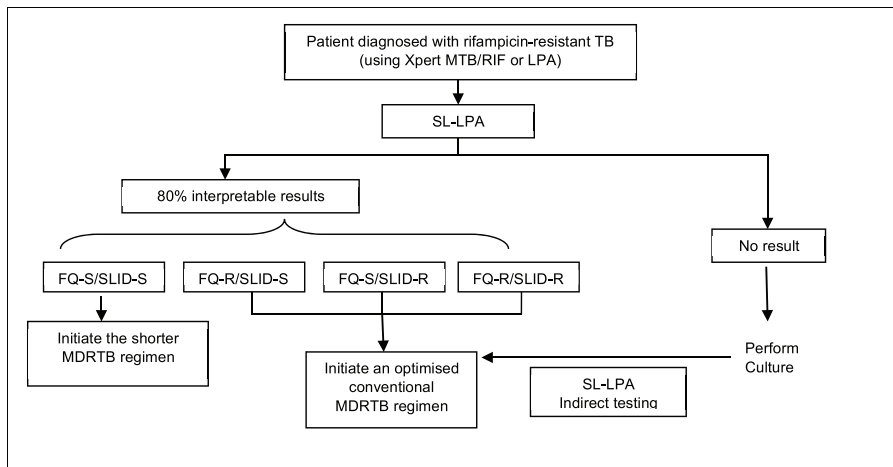 Patient diagnosed with rifampicin-resistant TB
(using Xpert MTB/RIF or LPA)
SL-LPA
80% interpretable results
No result
FQ-S/SLID-S
FQ-R/SLID-S
FQ-S/SLID-R
FQ-R/SLID-R
Initiate the shorter
MDRTB regimen
Initiate an optimised
conventional
MDRTB regimen
Perform
Culture
SL-LPA
Indirect testing